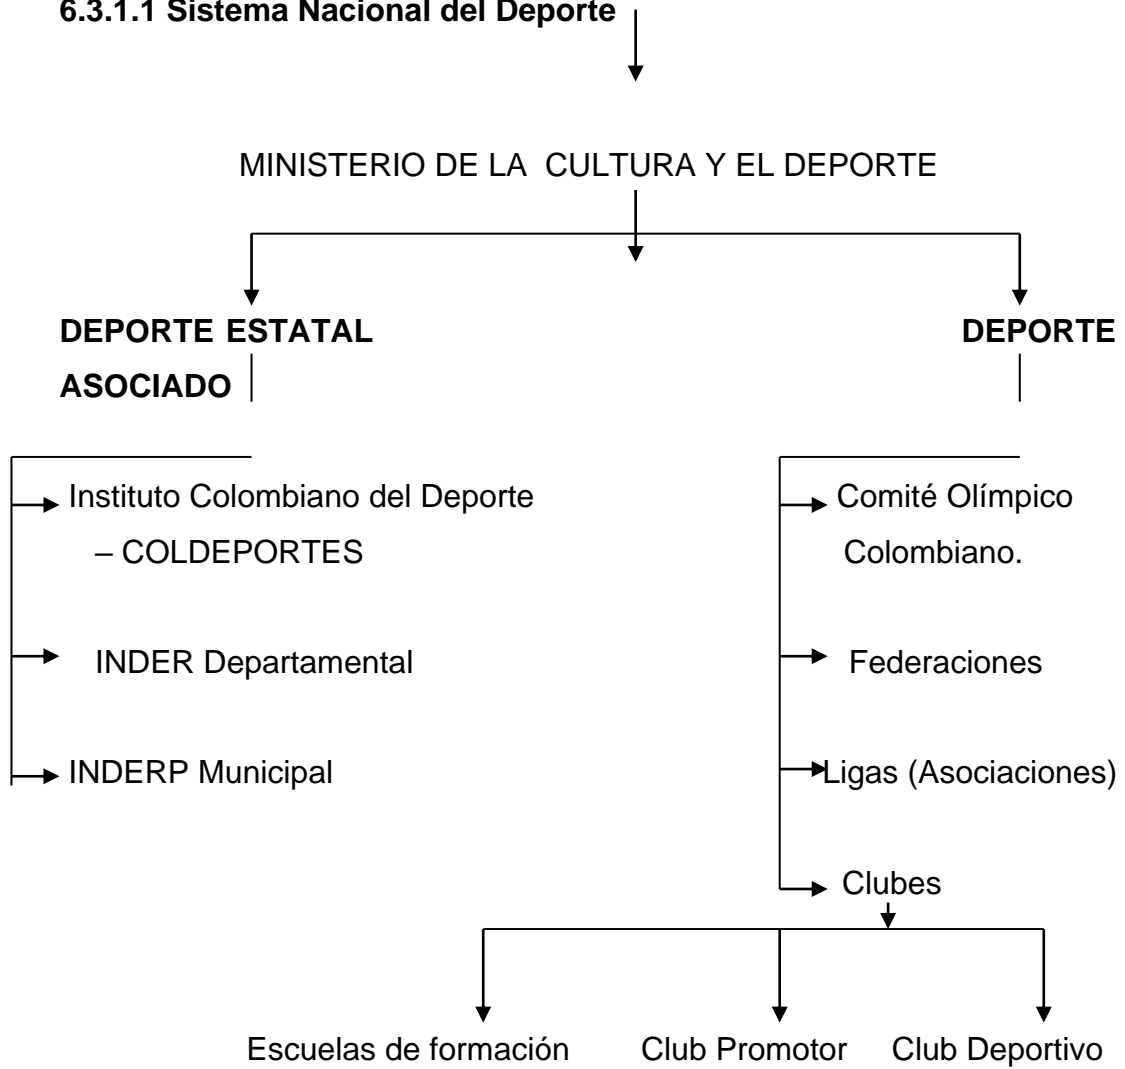 6.3.1.1 Sistema Nacional del Deporte
MINISTERIO DE LA CULTURA Y EL DEPORTE
DEPORTE ESTATAL DEPORTE
ASOCIADO
Instituto Colombiano del Deporte Comité Olímpico
– COLDEPORTES Colombiano.
INDER Departamental Federaciones
INDERP Municipal Ligas (Asociaciones)
Clubes
Escuelas de formación Club Promotor Club Deportivo